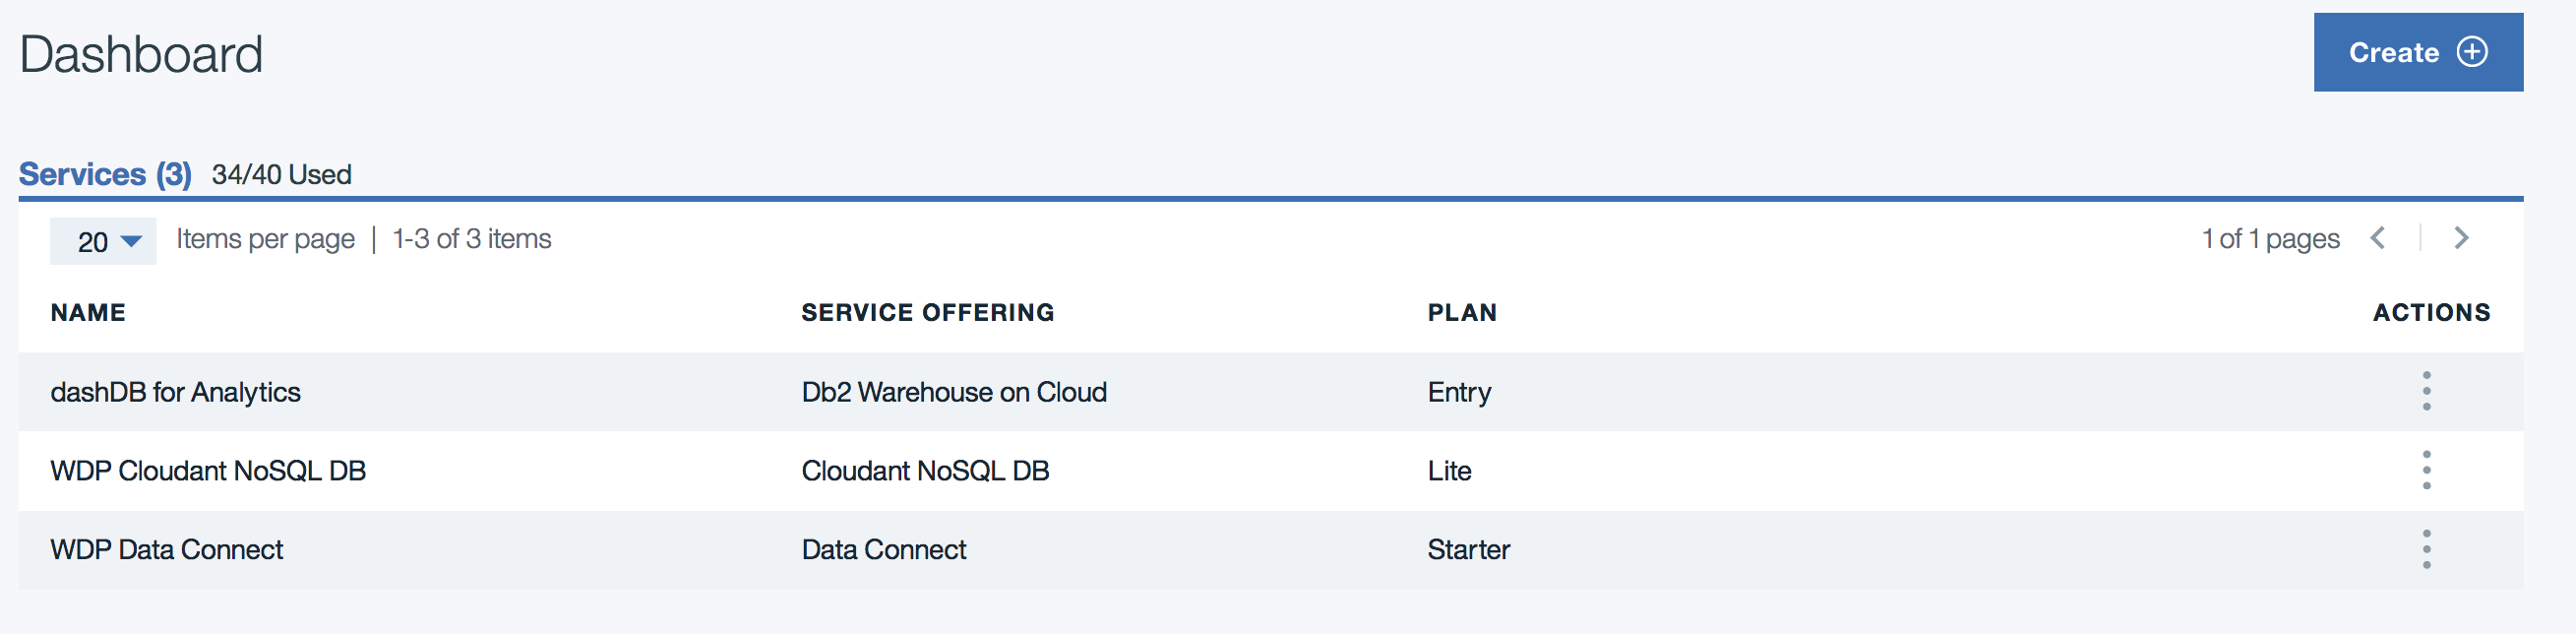 Dashboard
Create
Services (3) 34/40 Used
20 Items per page | 1-3 of 3 items 1 of 1 pages
NAME SERVICE OFFERING PLAN ACTIONS
dashDB for Analytics Db2 Warehouse on Cloud Entry
WDP Cloudant NoSQL DB Cloudant NoSQL DB Lite
WDP Data Connect Data Connect Starter